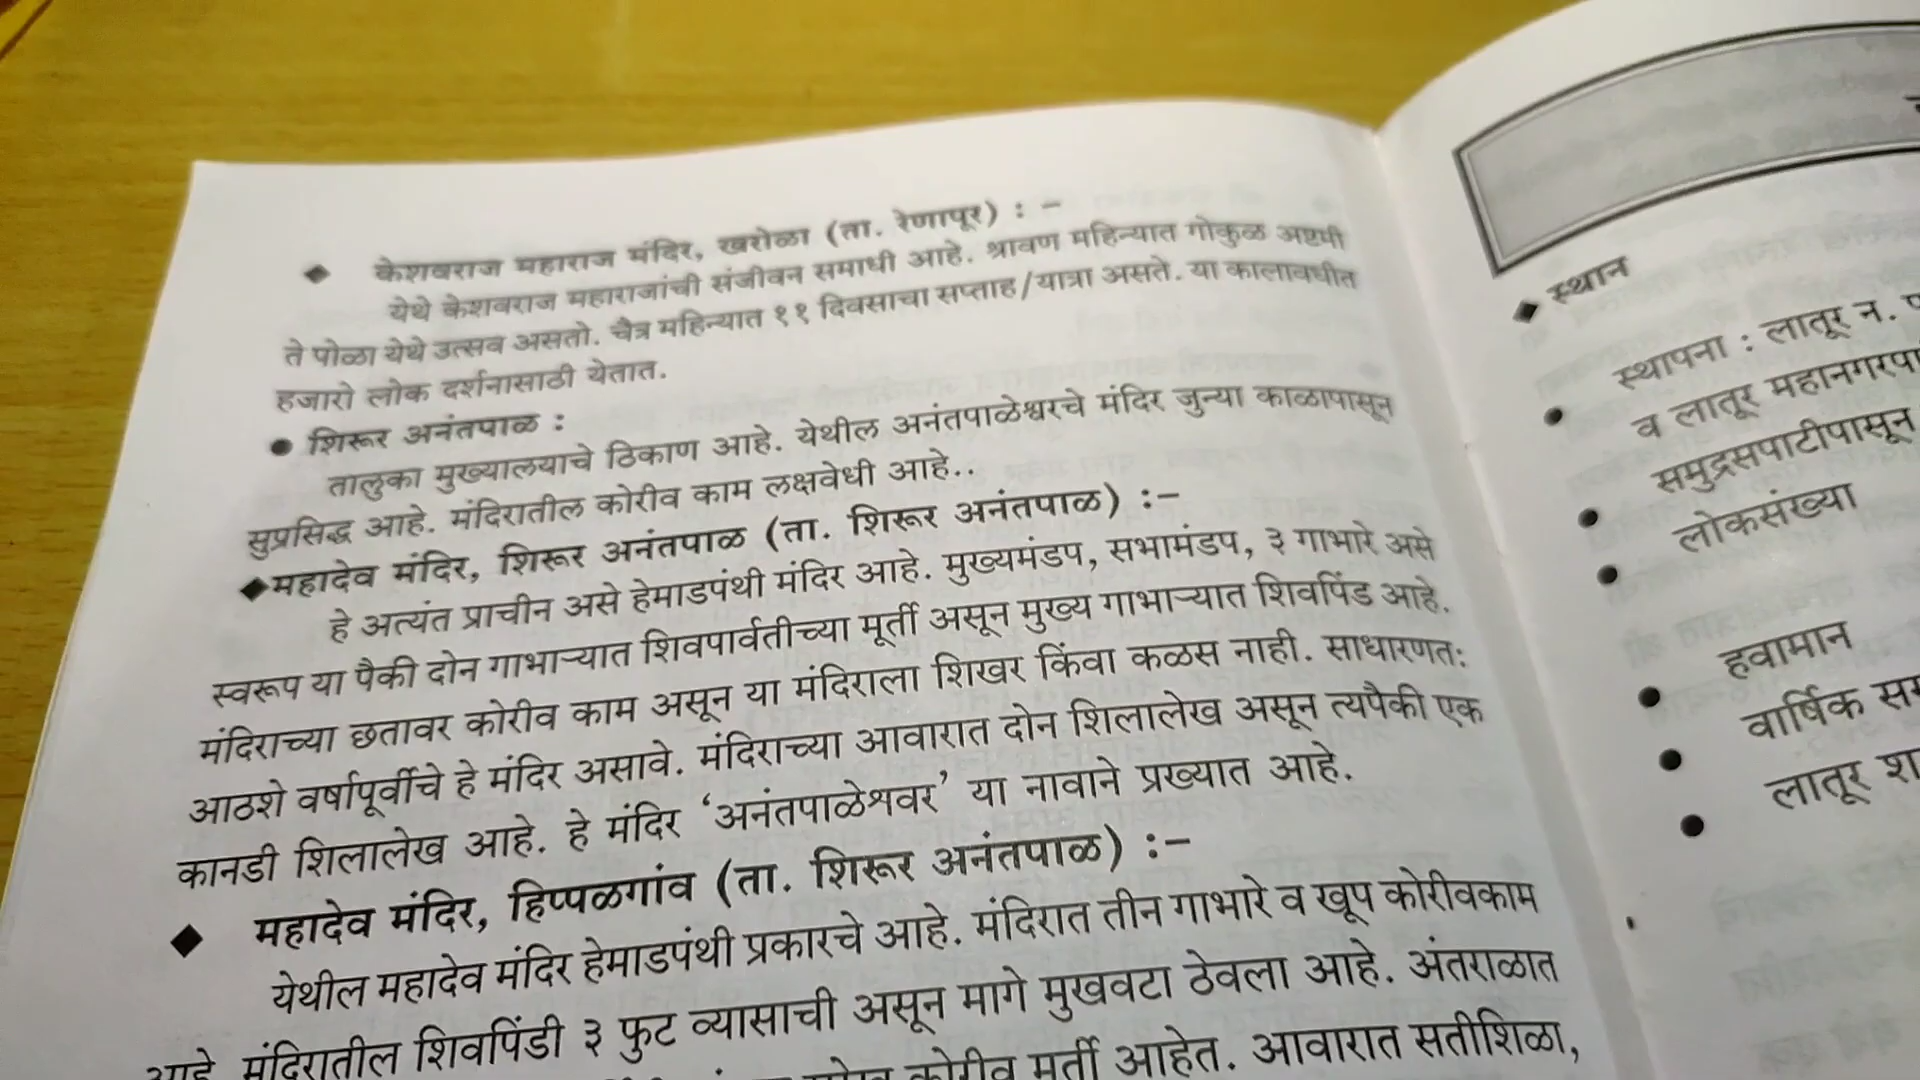 ◆ केशवराज महाराज मंदिर, खरोळा (ता. रेणापूर) : -
येथे केशवराज महाराजांची संजीवन समाधी आहे. श्रावण महिन्यात गोकुळ अष्टमी
ते पोळा येथे उत्सव असतो. चैत्र महिन्यात ११ दिवसाचा सप्ताह/यात्रा असते. या कालावधीत
हजारो लोक दर्शनासाठी येतात.
● शिरूर अनंतपाळ :
तालुका मुख्यालयाचे ठिकाण आहे. येथील अनंतपाळेश्वरचे मंदिर जुन्या काळापासून
सुप्रसिद्ध आहे. मंदिरातील कोरीव काम लक्षवेधी आहे..
◆महादेव मंदिर, शिरूर अनंतपाळ (ता. शिरूर अनंतपाळ) :-
हे अत्यंत प्राचीन असे हेमाडपंथी मंदिर आहे. मुख्यमंडप, सभामंडप, ३ गाभारे असे
स्वरूप या पैकी दोन गाभाऱ्यात शिवपार्वतीच्या मूर्ती असून मुख्य गाभाऱ्यात शिवपिंड आहे.
मंदिराच्या छतावर कोरीव काम असून या मंदिराला शिखर किंवा कळस नाही. साधारणतः
आठशे वर्षापूर्वीचे हे मंदिर असावे. मंदिराच्या आवारात दोन शिलालेख असून त्यपैकी एक
कानडी शिलालेख आहे. हे मंदिर ‘अनंतपाळेश्वर’ या नावाने प्रख्यात आहे.
◆ महादेव मंदिर, हिप्पळगांव (ता. शिरूर अनंतपाळ) :-
येथील महादेव मंदिर हेमाडपंथी प्रकारचे आहे. मंदिरात तीन गाभारे व खूप कोरीवकाम
आहे. मंदिरातील शिवपिंडी ३ फुट व्यासाची असून मागे मुखवटा ठेवला आहे. अंतराळात
कोरीव मूर्ती आहेत. आवारात सतीशिळा,
◆ स्थान
● स्थापना : लातूर न.
व लातूर महानगरपा
● समुद्रसपाटीपासून
● लोकसंख्या
● हवामान
● वार्षिक
● लातूर